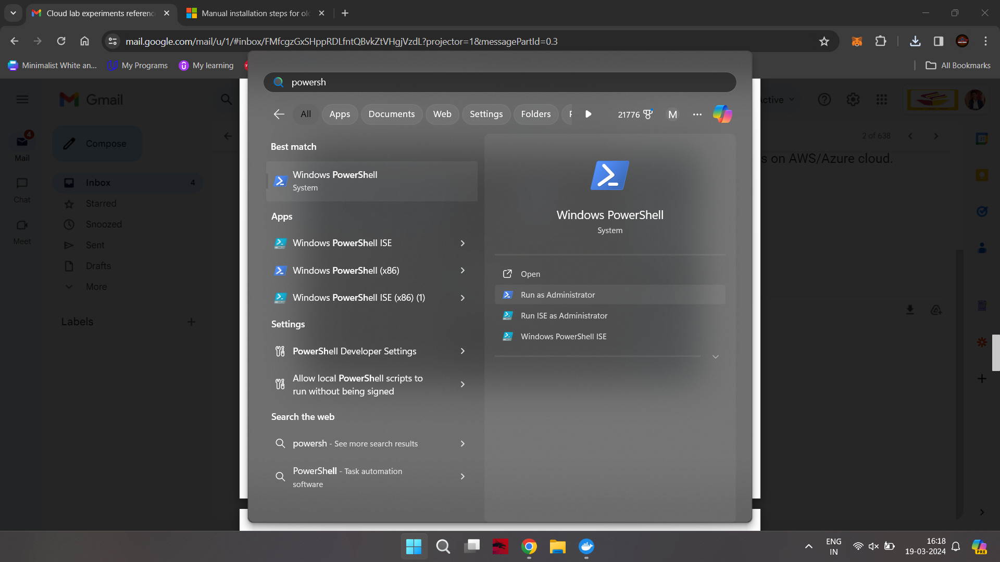 Cloud lab experiments referenc
Manual installation steps for old
mail.google.com/mail/u/1/#inbox/FMfcgzGxSHppRDLfntQBvkZtVHgjVzdL?projector=1&messagePartId=0.3
Minimalist White an...
My Programs
My learning
All Bookmarks
powersh
Gmail
Active
All
Apps
Documents
Web
Settings
Folders
21776
M
4
Mail
Compose
2 of 638
Best match
Windows PowerShell
System
s on AWS/Azure cloud.
Inbox
4
Chat
Starred
Snoozed
Meet
Sent
Drafts
More
Labels
Apps
Windows PowerShell ISE
Windows PowerShell (x86)
Windows PowerShell ISE (x86) (1)
Settings
PowerShell Developer Settings
Allow local PowerShell scripts to
run without being signed
Search the web
powersh - See more search results
PowerShell - Task automation
software
Windows PowerShell
System
Open
Run as Administrator
Run ISE as Administrator
Windows PowerShell ISE
31
ENG
IN
16:18
19-03-2024
PRE